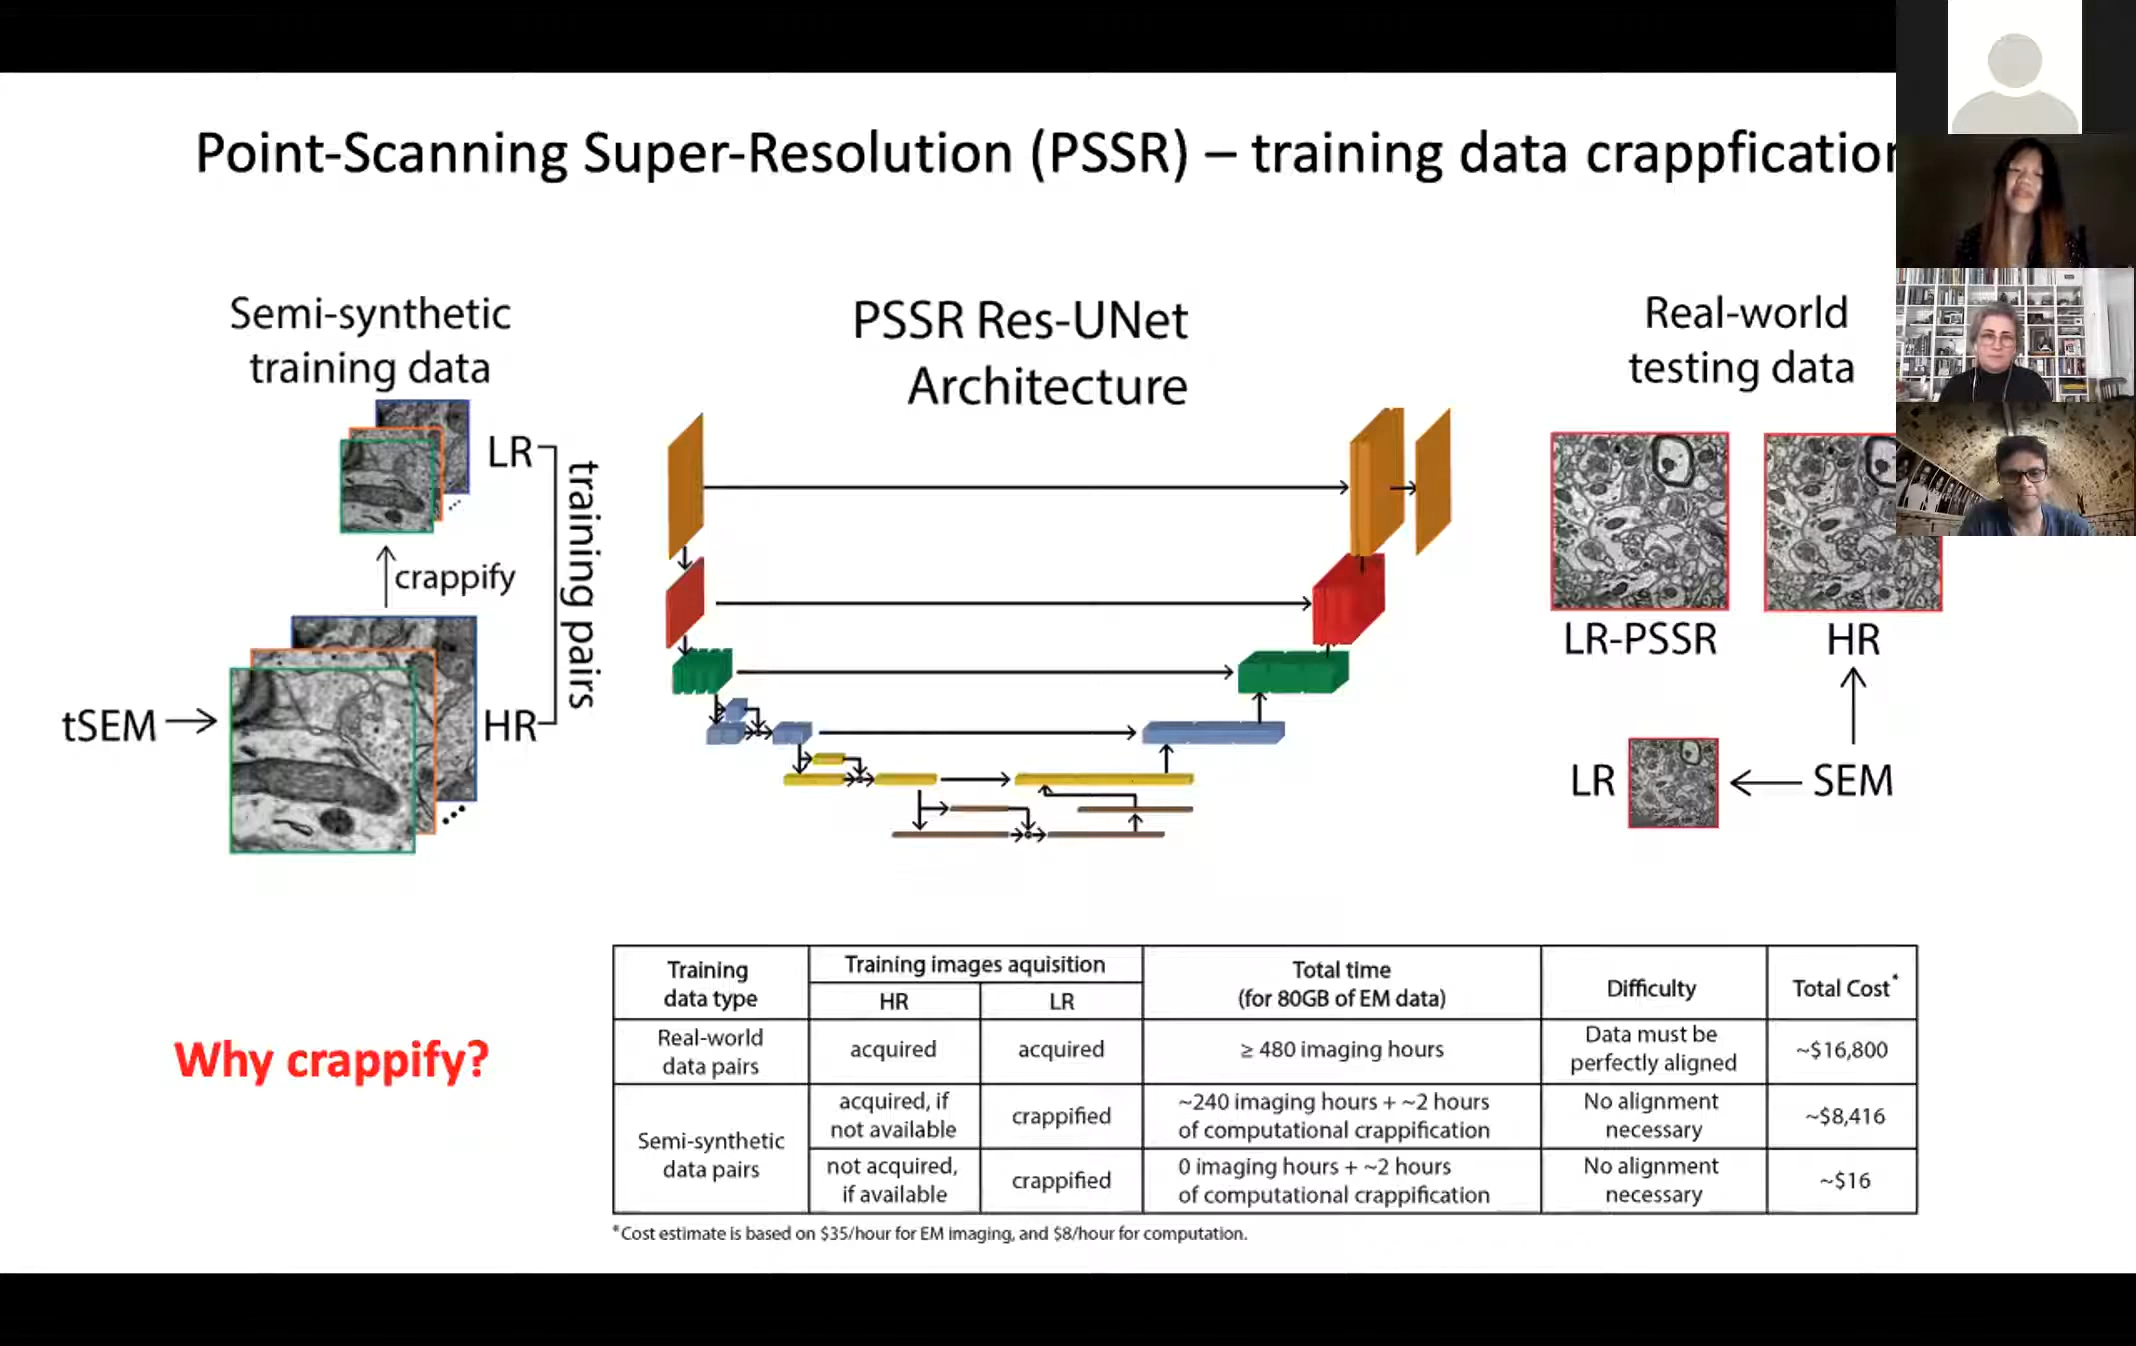 Point-Scanning Super-Resolution (PSSR) – training data crappfication
Semi-synthetic
training data
LR
crappify
training pairs
tSEM
HR
PSSR Res-UNet
Architecture
Real-world
testing data
LR-PSSR
HR
LR
SEM
Why crappify?
Training
data type
Training images aquisition
HR
LR
Total time
(for 80GB of EM data)
Difficulty
Total Cost*
Real-world
data pairs
acquired
acquired
≥ 480 imaging hours
Data must be
perfectly aligned
~$16,800
Semi-synthetic
data pairs
acquired, if
not available
crappified
~240 imaging hours + ~2 hours
of computational crappification
No alignment
necessary
~$8,416
not acquired,
if available
crappified
0 imaging hours + ~2 hours
of computational crappification
No alignment
necessary
~$16
*Cost estimate is based on $35/hour for EM imaging, and $8/hour for computation.